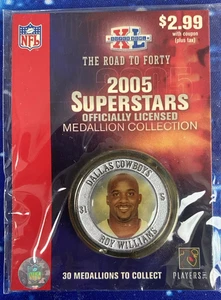 NFL
XL
$2.99
with coupon
(plus tax)
THE ROAD TO FORTY
2005
SUPERSTARS
OFFICIALLY LICENSED
MEDALLION COLLECTION
DALLAS COWBOYS
31
S
ROY WILLIAMS
30 MEDALLIONS TO COLLECT
PLAYERS